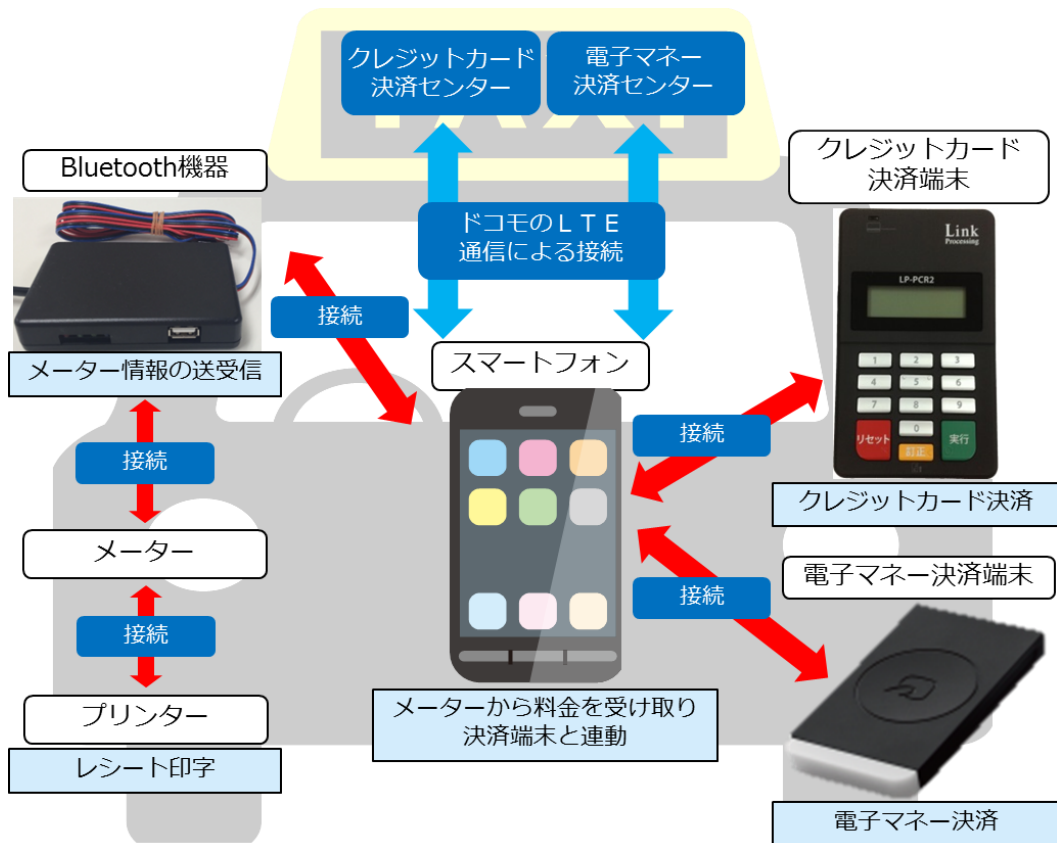 TAXI
クレジットカード
決済センター
電子マネー
決済センター
Bluetooth機器
クレジットカード
決済端末
ドコモのＬＴＥ
通信による接続
Link
Processing
LP-PCR2
接続
メーター情報の送受信
スマートフォン
1 2 3
4 5 6
7 8 9
0
リセット
訂正
実行
接続
接続
クレジットカード決済
メーター
電子マネー決済端末
接続
接続
プリンター
レシート印字
メーターから料金を受け取り
決済端末と連動
電子マネー決済